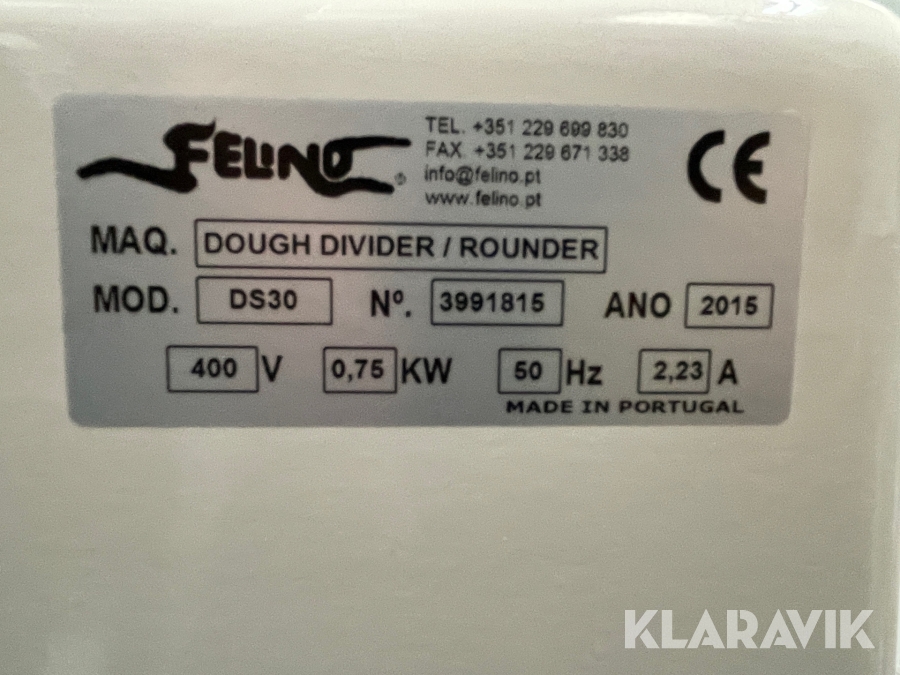 FELINO®
TEL. +351 229 699 830
FAX. +351 229 671 338
info@felino.pt
www.felino.pt
CE
MAQ. DOUGH DIVIDER / ROUNDER
MOD. DS30 Nº. 3991815 ANO 2015
400 V 0,75 KW 50 Hz 2,23 A
MADE IN PORTUGAL
KLARAVIK